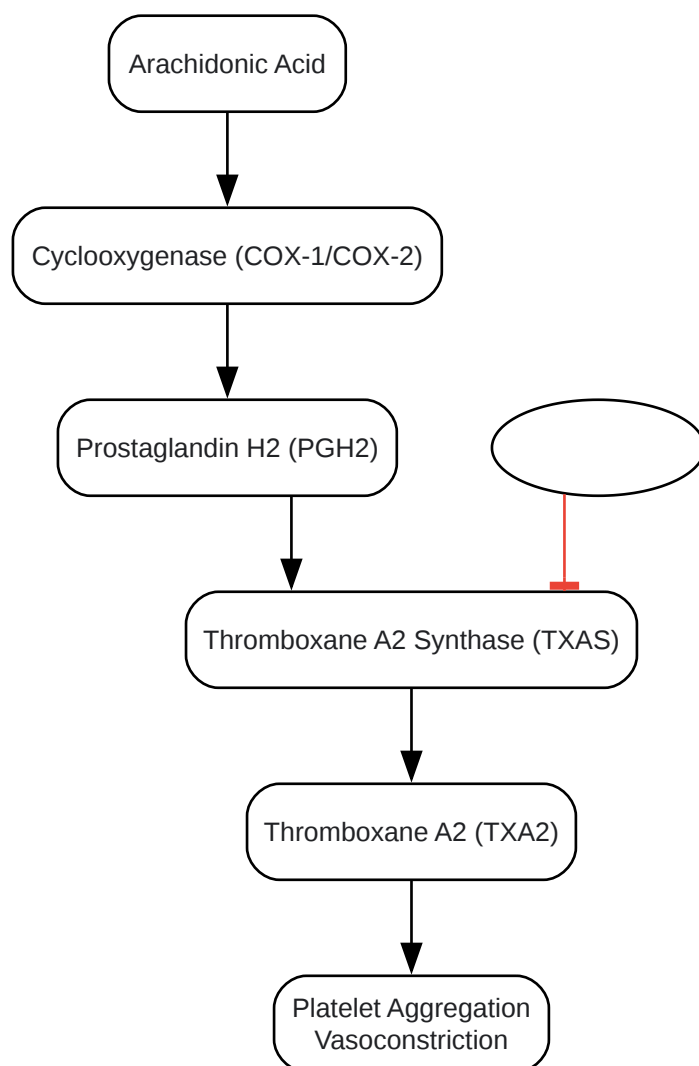 Arachidonic Acid
Cyclooxygenase (COX-1/COX-2)
Prostaglandin H2 (PGH2)
Thromboxane A2 Synthase (TXAS)
Thromboxane A2 (TXA2)
Platelet Aggregation
Vasoconstriction